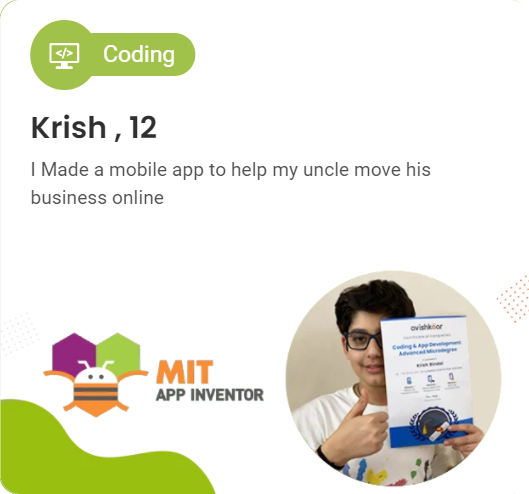 </> Coding
Krish , 12
I Made a mobile app to help my uncle move his
business online
MIT
APP INVENTOR
avishkaar
Coding & App Development
Advanced Microdegree